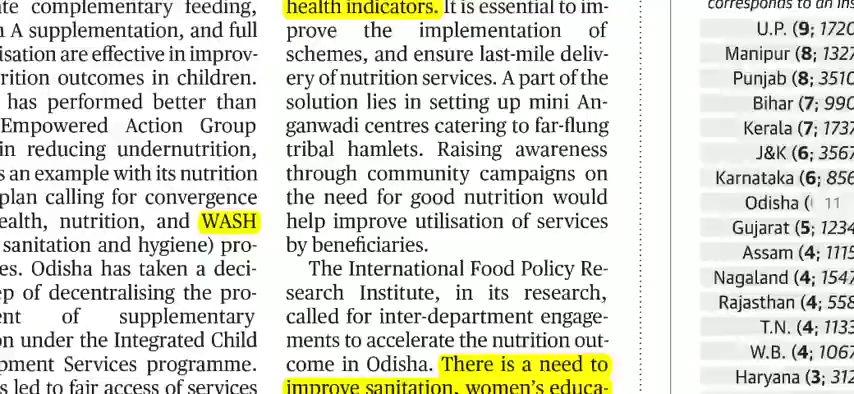 te complementary feeding,
n A supplementation, and full
isation are effective in improv-
rition outcomes in children.
has performed better than
Empowered Action Group
in reducing undernutrition,
s an example with its nutrition
plan calling for convergence
ealth, nutrition, and WASH
sanitation and hygiene) pro-
es. Odisha has taken a deci-
ep of decentralising the pro-
ent of supplementary
on under the Integrated Child
pment Services programme.
s led to fair access of services
health indicators. It is essential to im-
prove the implementation of
schemes, and ensure last-mile deliv-
ery of nutrition services. A part of the
solution lies in setting up mini An-
ganwadi centres catering to far-flung
tribal hamlets. Raising awareness
through community campaigns on
the need for good nutrition would
help improve utilisation of services
by beneficiaries.
The International Food Policy Re-
search Institute, in its research,
called for inter-department engage-
ments to accelerate the nutrition out-
come in Odisha. There is a need to
improve sanitation, women's educa-
corresponds to an ins
U.P. (9; 1720
Manipur (8; 1327
Punjab (8; 3510
Bihar (7; 990
Kerala (7; 1737
J&K (6; 3567
Karnataka (6; 856
Odisha ( 11
Gujarat (5; 1234
Assam (4; 1115
Nagaland (4; 1547
Rajasthan (4; 558
T.N. (4; 1133
W.B. (4; 1067
Haryana (3; 312